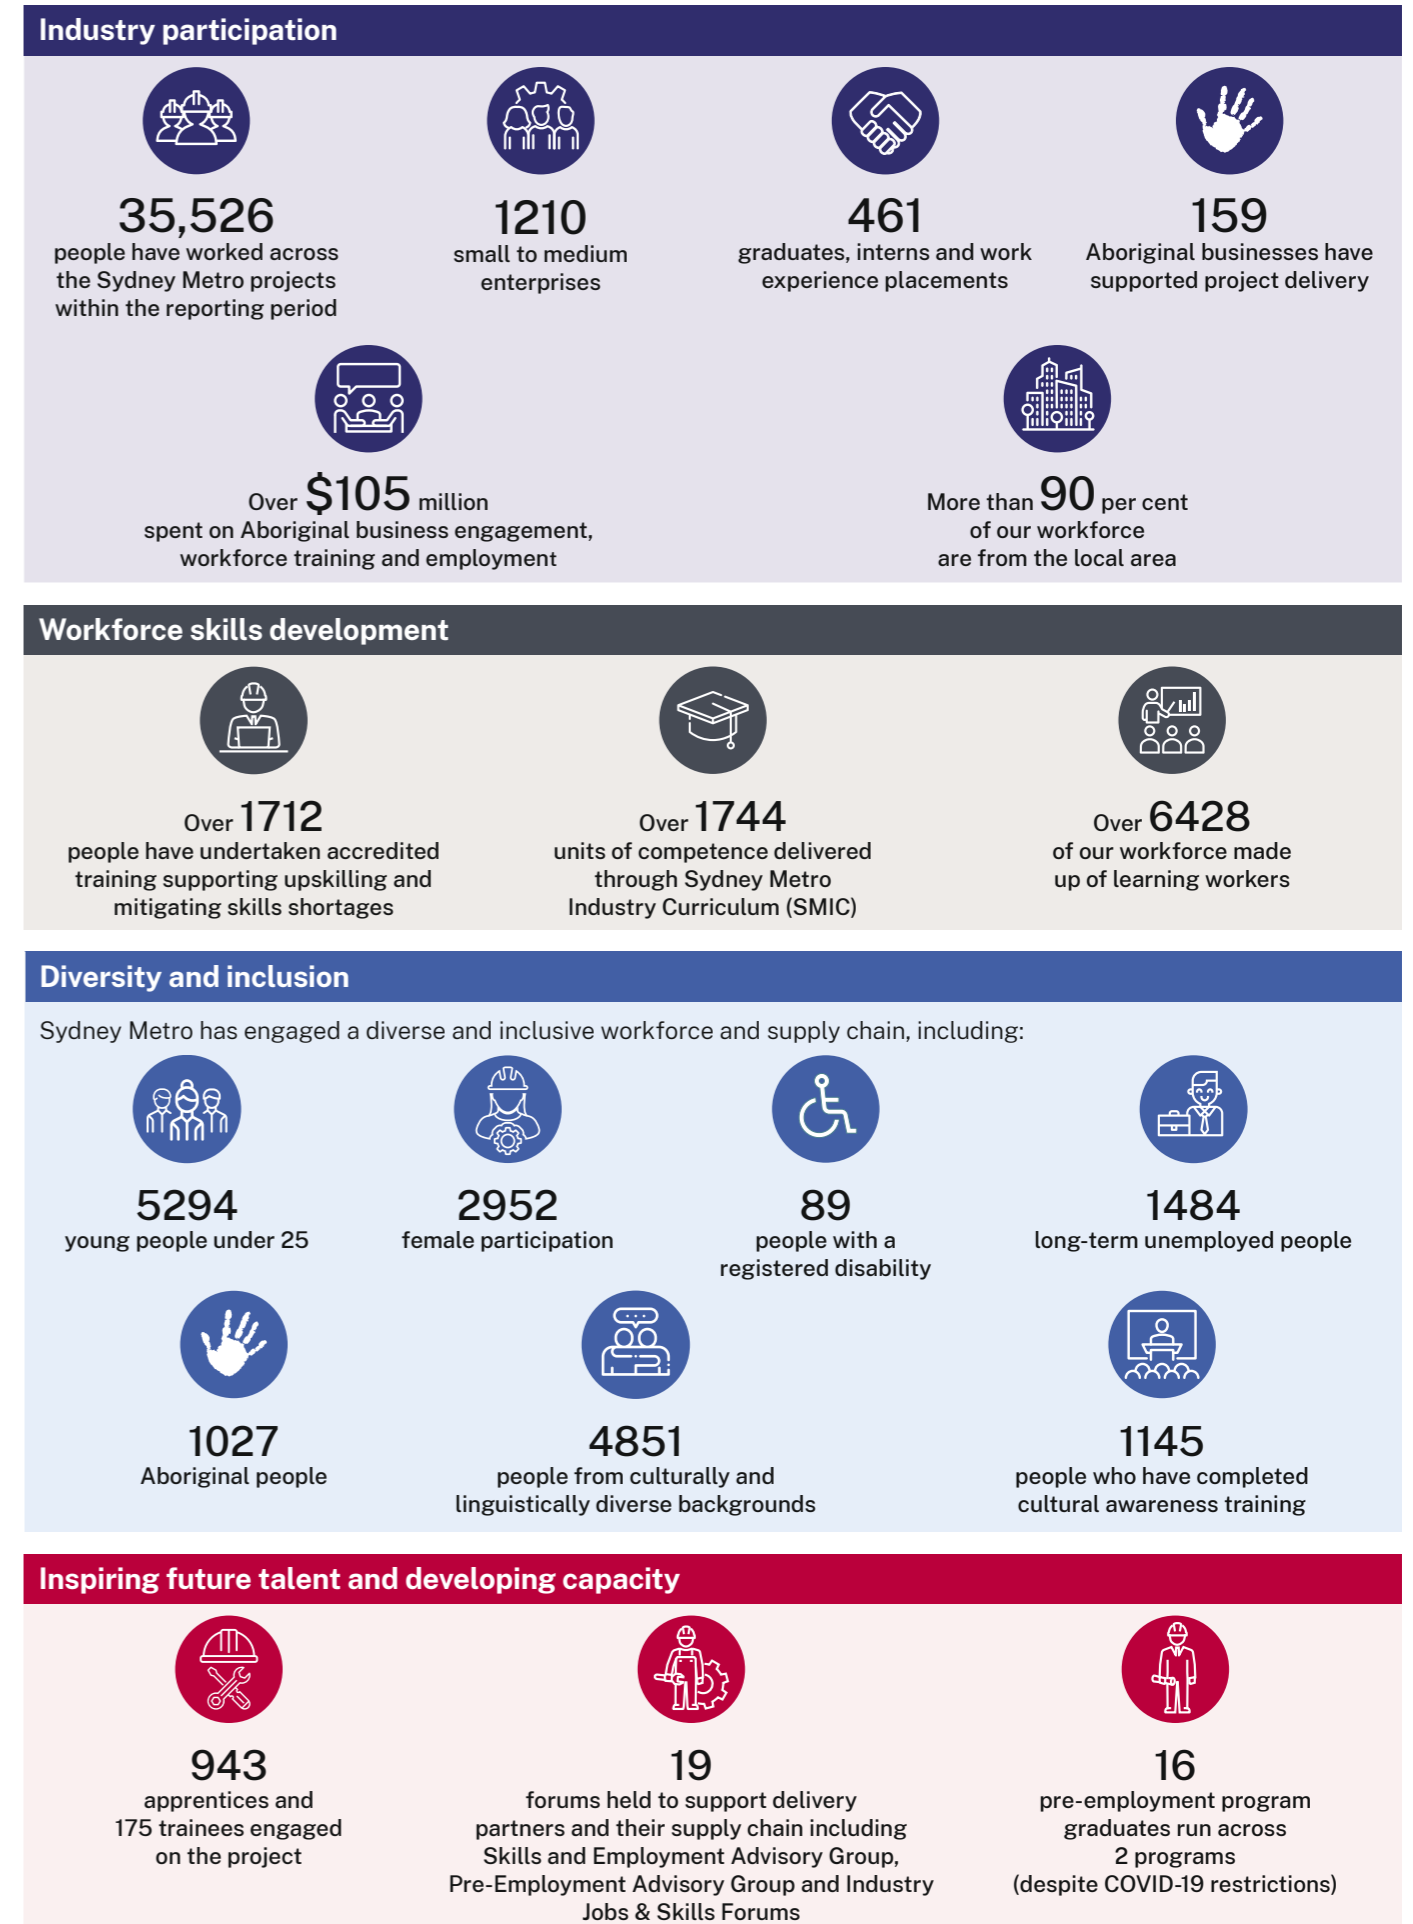 Industry participation
35,526
people have worked across
the Sydney Metro projects
within the reporting period
1210
small to medium
enterprises
461
graduates, interns and work
experience placements
159
Aboriginal businesses have
supported project delivery
Over $105 million
spent on Aboriginal business engagement,
workforce training and employment
More than 90 per cent
of our workforce
are from the local area
Workforce skills development
Over 1712
people have undertaken accredited
training supporting upskilling and
mitigating skills shortages
Over 1744
units of competence delivered
through Sydney Metro
Industry Curriculum (SMIC)
Over 6428
of our workforce made
up of learning workers
Diversity and inclusion
Sydney Metro has engaged a diverse and inclusive workforce and supply chain, including:
5294
young people under 25
2952
female participation
89
people with a
registered disability
1484
long-term unemployed people
1027
Aboriginal people
4851
people from culturally and
linguistically diverse backgrounds
1145
people who have completed
cultural awareness training
Inspiring future talent and developing capacity
943
apprentices and
175 trainees engaged
on the project
19
forums held to support delivery
partners and their supply chain including
Skills and Employment Advisory Group,
Pre-Employment Advisory Group and Industry
Jobs & Skills Forums
16
pre-employment program
graduates run across
2 programs
(despite COVID-19 restrictions)